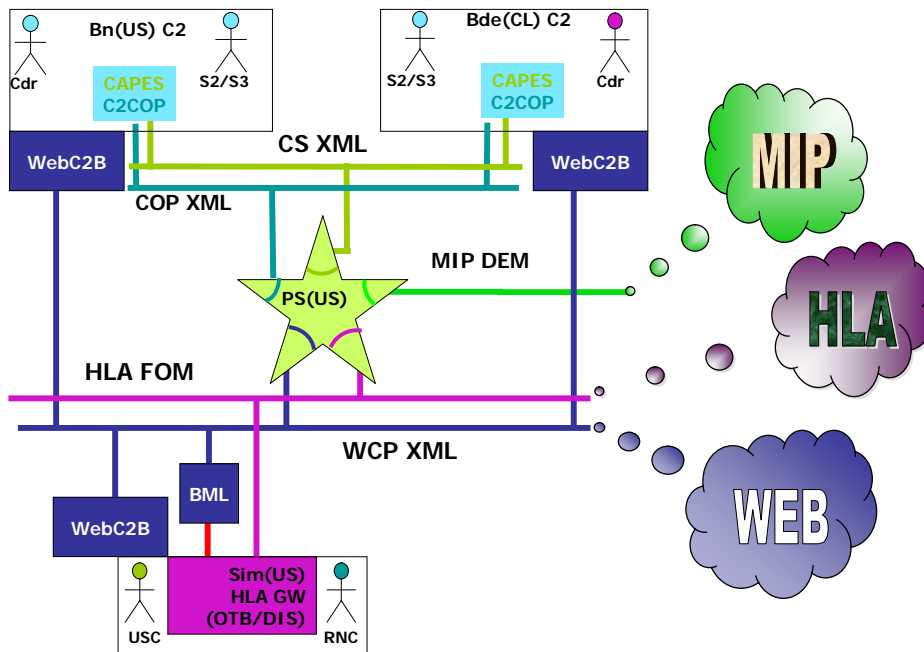 Bn(US) C2
Cdr
S2/S3
CAPES
C2COP
Bde(CL) C2
S2/S3
Cdr
CAPES
C2COP
WebC2B
CS XML
WebC2B
COP XML
MIP
MIP DEM
PS(US)
HLA
HLA FOM
WCP XML
BML
WebC2B
WEB
Sim(US)
HLA GW
(OTB/DIS)
USC
RNC